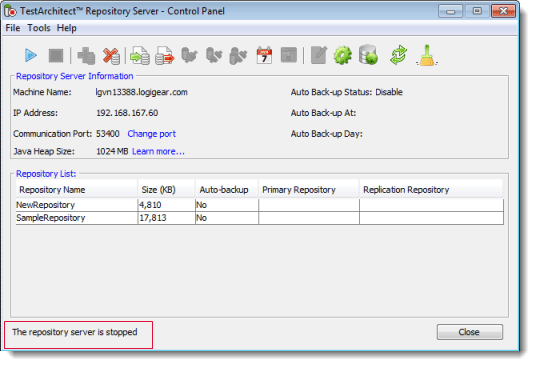 TestArchitect™ Repository Server - Control Panel
File Tools Help
7
Repository Server Information
Machine Name: lgvn13388.logigear.com Auto Back-up Status: Disable
IP Address: 192.168.167.60 Auto Back-up At:
Communication Port: 53400 Change port Auto Back-up Day:
Java Heap Size: 1024 MB Learn more...
Repository List:
Repository Name Size (KB) Auto-backup Primary Repository Replication Repository
NewRepository 4,810 No
SampleRepository 17,813 No
The repository server is stopped Close